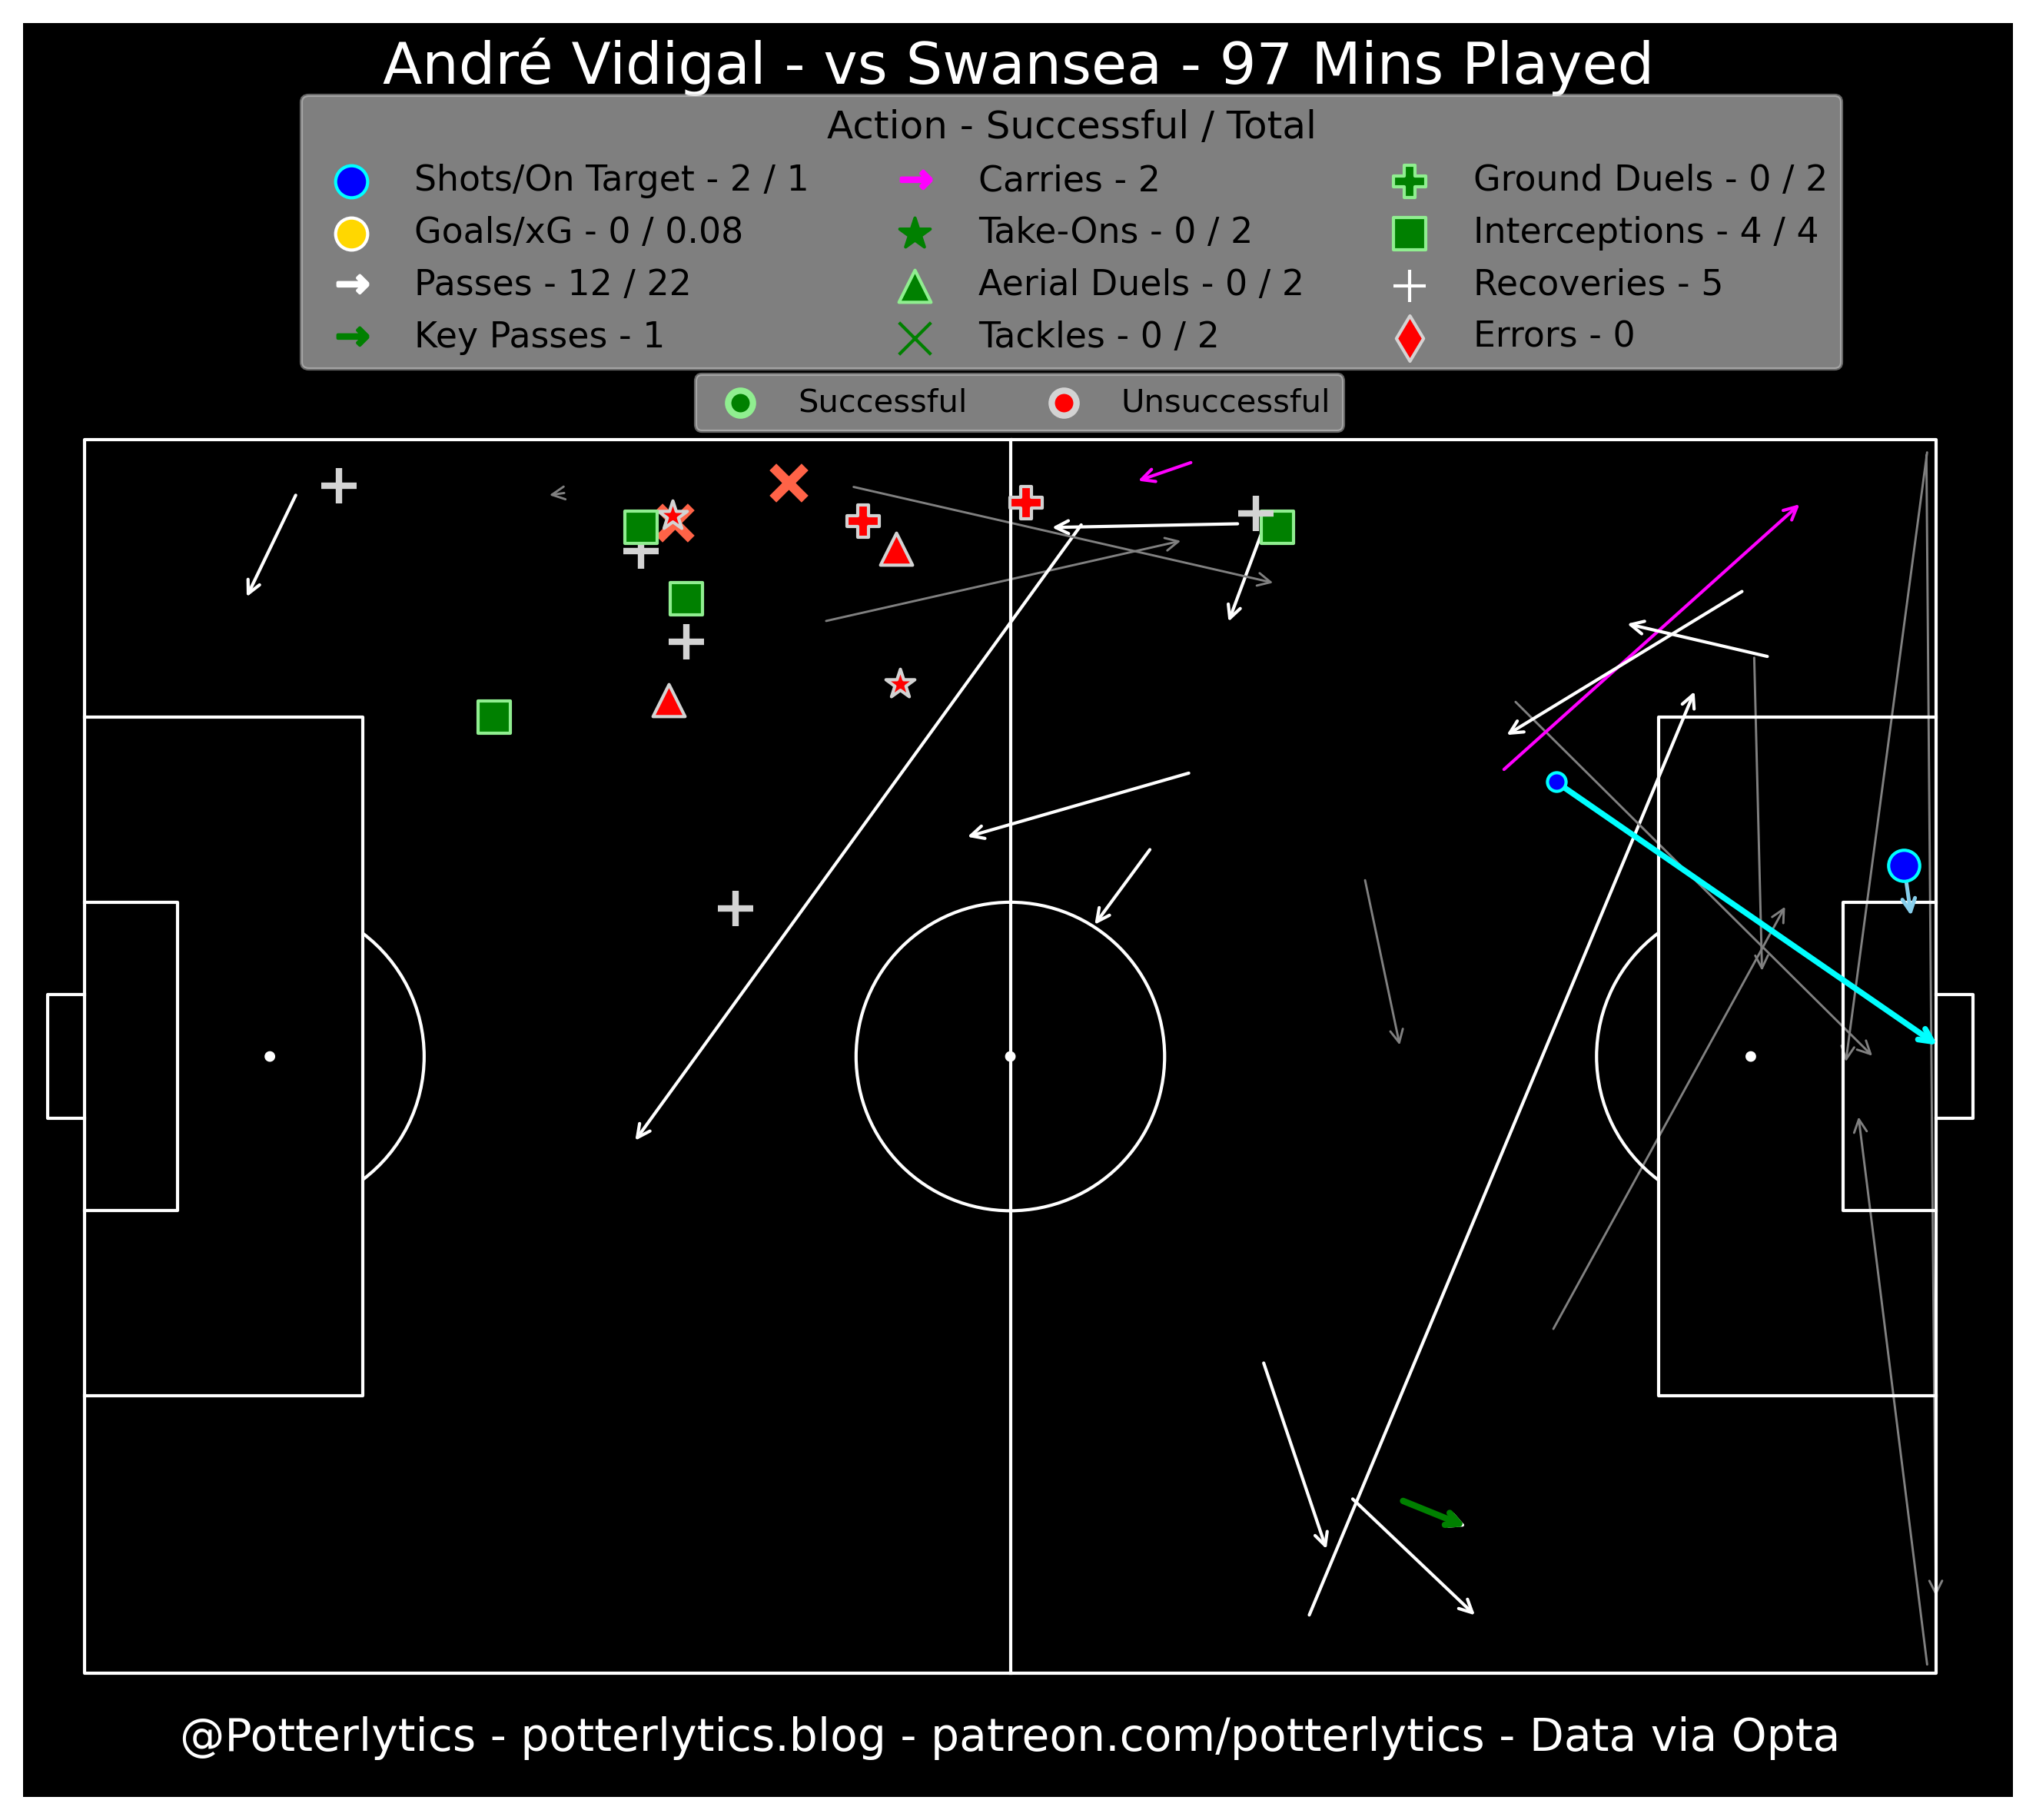 André Vidigal - vs Swansea - 97 Mins Played
Action - Successful / Total
Shots/On Target - 2 / 1
Goals/xG - 0 / 0.08
Passes - 12 / 22
Key Passes - 1
Carries - 2
Take-Ons - 0 / 2
Aerial Duels - 0 / 2
Tackles - 0 / 2
Ground Duels - 0 / 2
Interceptions - 4 / 4
Recoveries - 5
Errors - 0
Successful
Unsuccessful
@Potterlytics - potterlytics.blog - patreon.com/potterlytics - Data via Opta